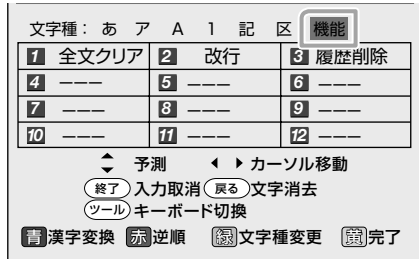 文字種： あ ア A 1 記 区 機能
1 全文クリア 2 改行 3 履歴削除
4 −−− 5 −−− 6 −−−
7 −−− 8 −−− 9 −−−
10 −−− 11 −−− 12 −−−
予測 カーソル移動
終了 入力取消 戻る 文字消去
ツール キーボード切換
青 漢字変換 赤 逆順 緑 文字種変更 黄 完了